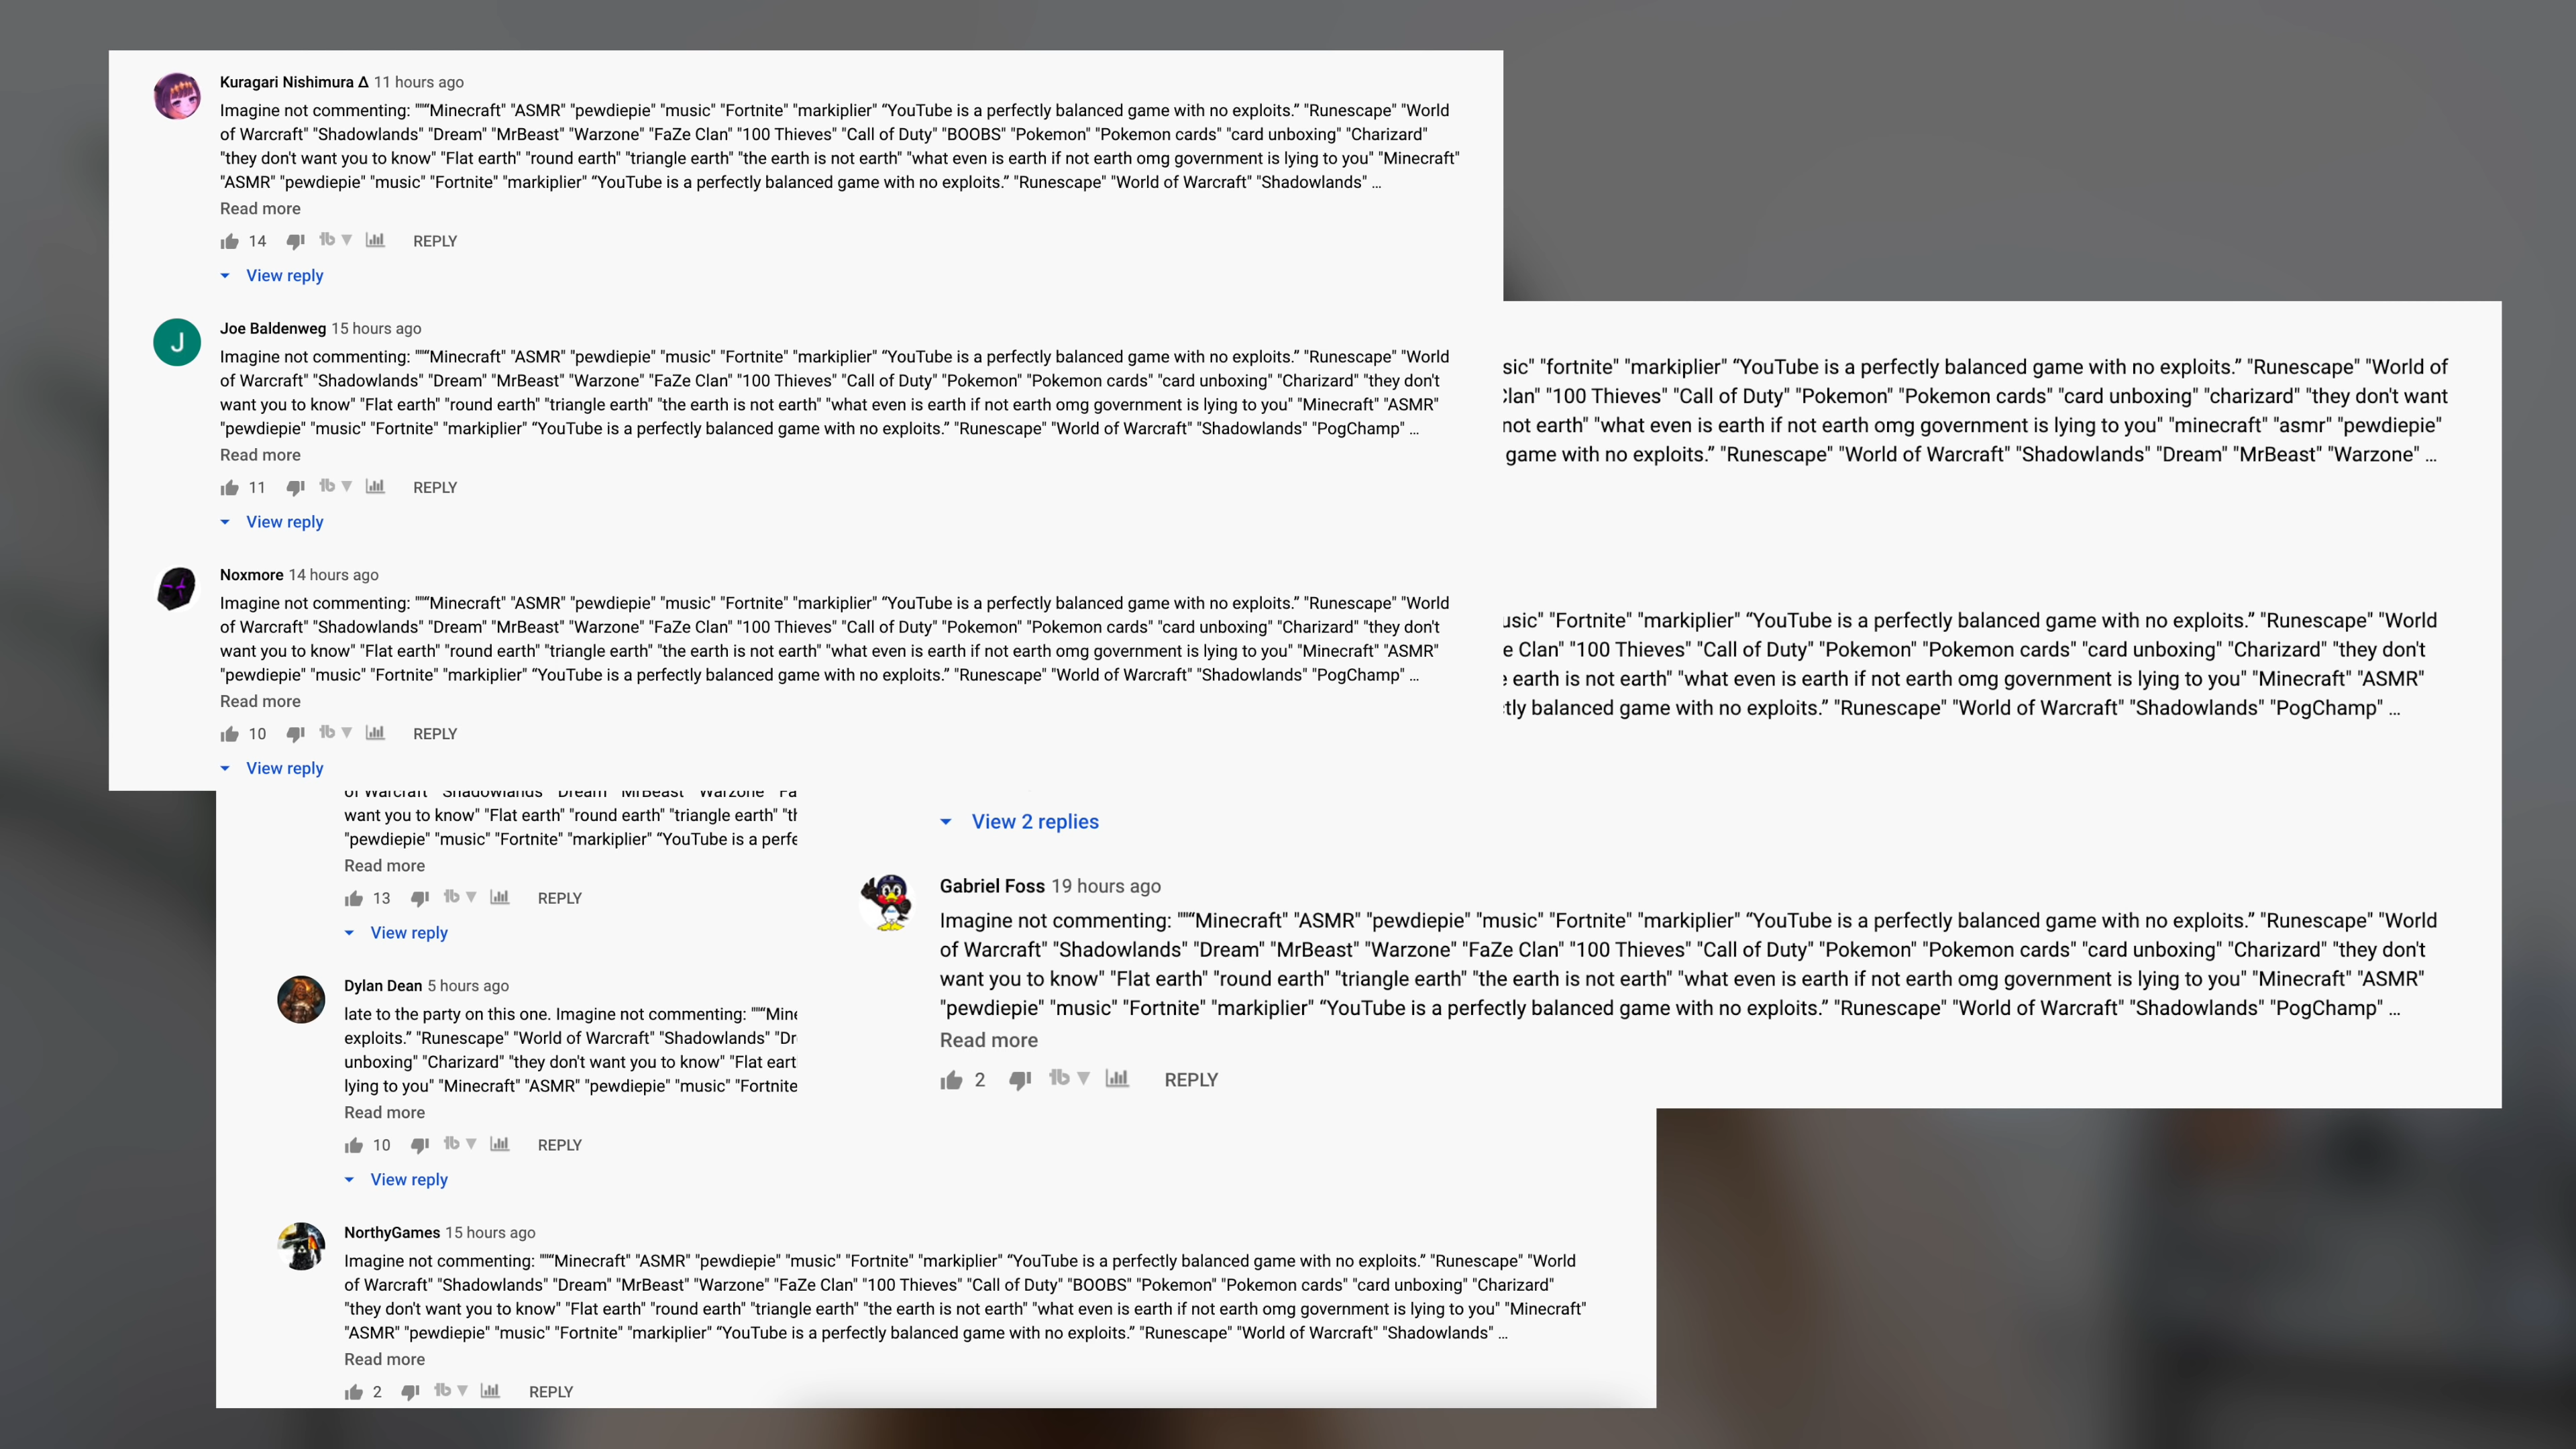 Kuragari Nishimura Δ 11 hours ago
Imagine not commenting: """“Minecraft" "ASMR" "pewdiepie" "music" "Fortnite" "markiplier" “YouTube is a perfectly balanced game with no exploits.” "Runescape" "World
of Warcraft" "Shadowlands" "Dream" "MrBeast" "Warzone" "FaZe Clan" "100 Thieves" "Call of Duty" "BOOBS" "Pokemon" "Pokemon cards" "card unboxing" "Charizard"
"they don't want you to know" "Flat earth" "round earth" "triangle earth" "the earth is not earth" "what even is earth if not earth omg government is lying to you" "Minecraft"
"ASMR" "pewdiepie" "music" "Fortnite" "markiplier" “YouTube is a perfectly balanced game with no exploits.” "Runescape" "World of Warcraft" "Shadowlands" ...
Read more
14 REPLY
View reply
Joe Baldenweg 15 hours ago
Imagine not commenting: """“Minecraft" "ASMR" "pewdiepie" "music" "Fortnite" "markiplier" “YouTube is a perfectly balanced game with no exploits.” "Runescape" "World
of Warcraft" "Shadowlands" "Dream" "MrBeast" "Warzone" "FaZe Clan" "100 Thieves" "Call of Duty" "Pokemon" "Pokemon cards" "card unboxing" "Charizard" "they don't
want you to know" "Flat earth" "round earth" "triangle earth" "the earth is not earth" "what even is earth if not earth omg government is lying to you" "Minecraft" "ASMR"
"pewdiepie" "music" "Fortnite" "markiplier" “YouTube is a perfectly balanced game with no exploits.” "Runescape" "World of Warcraft" "Shadowlands" "PogChamp" ...
Read more
11 REPLY
View reply
Noxmore 14 hours ago
Imagine not commenting: """“Minecraft" "ASMR" "pewdiepie" "music" "Fortnite" "markiplier" “YouTube is a perfectly balanced game with no exploits.” "Runescape" "World
of Warcraft" "Shadowlands" "Dream" "MrBeast" "Warzone" "FaZe Clan" "100 Thieves" "Call of Duty" "Pokemon" "Pokemon cards" "card unboxing" "Charizard" "they don't
want you to know" "Flat earth" "round earth" "triangle earth" "the earth is not earth" "what even is earth if not earth omg government is lying to you" "Minecraft" "ASMR"
"pewdiepie" "music" "Fortnite" "markiplier" “YouTube is a perfectly balanced game with no exploits.” "Runescape" "World of Warcraft" "Shadowlands" "PogChamp" ...
Read more
10 REPLY
View reply
sic" "fortnite" "markiplier" “YouTube is a perfectly balanced game with no exploits.” "Runescape" "World of
Clan" "100 Thieves" "Call of Duty" "Pokemon" "Pokemon cards" "card unboxing" "charizard" "they don't want
not earth" "what even is earth if not earth omg government is lying to you" "minecraft" "asmr" "pewdiepie"
game with no exploits.” "Runescape" "World of Warcraft" "Shadowlands" "Dream" "MrBeast" "Warzone" ...
usic" "Fortnite" "markiplier" “YouTube is a perfectly balanced game with no exploits.” "Runescape" "World
e Clan" "100 Thieves" "Call of Duty" "Pokemon" "Pokemon cards" "card unboxing" "Charizard" "they don't
earth is not earth" "what even is earth if not earth omg government is lying to you" "Minecraft" "ASMR"
tly balanced game with no exploits.” "Runescape" "World of Warcraft" "Shadowlands" "PogChamp" ...
View 2 replies
Gabriel Foss 19 hours ago
Imagine not commenting: """“Minecraft" "ASMR" "pewdiepie" "music" "Fortnite" "markiplier" “YouTube is a perfectly balanced game with no exploits.” "Runescape" "World
of Warcraft" "Shadowlands" "Dream" "MrBeast" "Warzone" "FaZe Clan" "100 Thieves" "Call of Duty" "Pokemon" "Pokemon cards" "card unboxing" "Charizard" "they don't
want you to know" "Flat earth" "round earth" "triangle earth" "the earth is not earth" "what even is earth if not earth omg government is lying to you" "Minecraft" "ASMR"
"pewdiepie" "music" "Fortnite" "markiplier" “YouTube is a perfectly balanced game with no exploits.” "Runescape" "World of Warcraft" "Shadowlands" "PogChamp" ...
Read more
2 REPLY
of Warcraft" "Shadowlands" "Dream" "MrBeast" "Warzone" "Fa
want you to know" "Flat earth" "round earth" "triangle earth" "th
"pewdiepie" "music" "Fortnite" "markiplier" “YouTube is a perfe
Read more
13 REPLY
View reply
Dylan Dean 5 hours ago
late to the party on this one. Imagine not commenting: """“Mine
exploits.” "Runescape" "World of Warcraft" "Shadowlands" "Dr
unboxing" "Charizard" "they don't want you to know" "Flat eart
lying to you" "Minecraft" "ASMR" "pewdiepie" "music" "Fortnite
Read more
10 REPLY
View reply
NorthyGames 15 hours ago
Imagine not commenting: """“Minecraft" "ASMR" "pewdiepie" "music" "Fortnite" "markiplier" “YouTube is a perfectly balanced game with no exploits.” "Runescape" "World
of Warcraft" "Shadowlands" "Dream" "MrBeast" "Warzone" "FaZe Clan" "100 Thieves" "Call of Duty" "BOOBS" "Pokemon" "Pokemon cards" "card unboxing" "Charizard"
"they don't want you to know" "Flat earth" "round earth" "triangle earth" "the earth is not earth" "what even is earth if not earth omg government is lying to you" "Minecraft"
"ASMR" "pewdiepie" "music" "Fortnite" "markiplier" “YouTube is a perfectly balanced game with no exploits.” "Runescape" "World of Warcraft" "Shadowlands" ...
Read more
2 REPLY